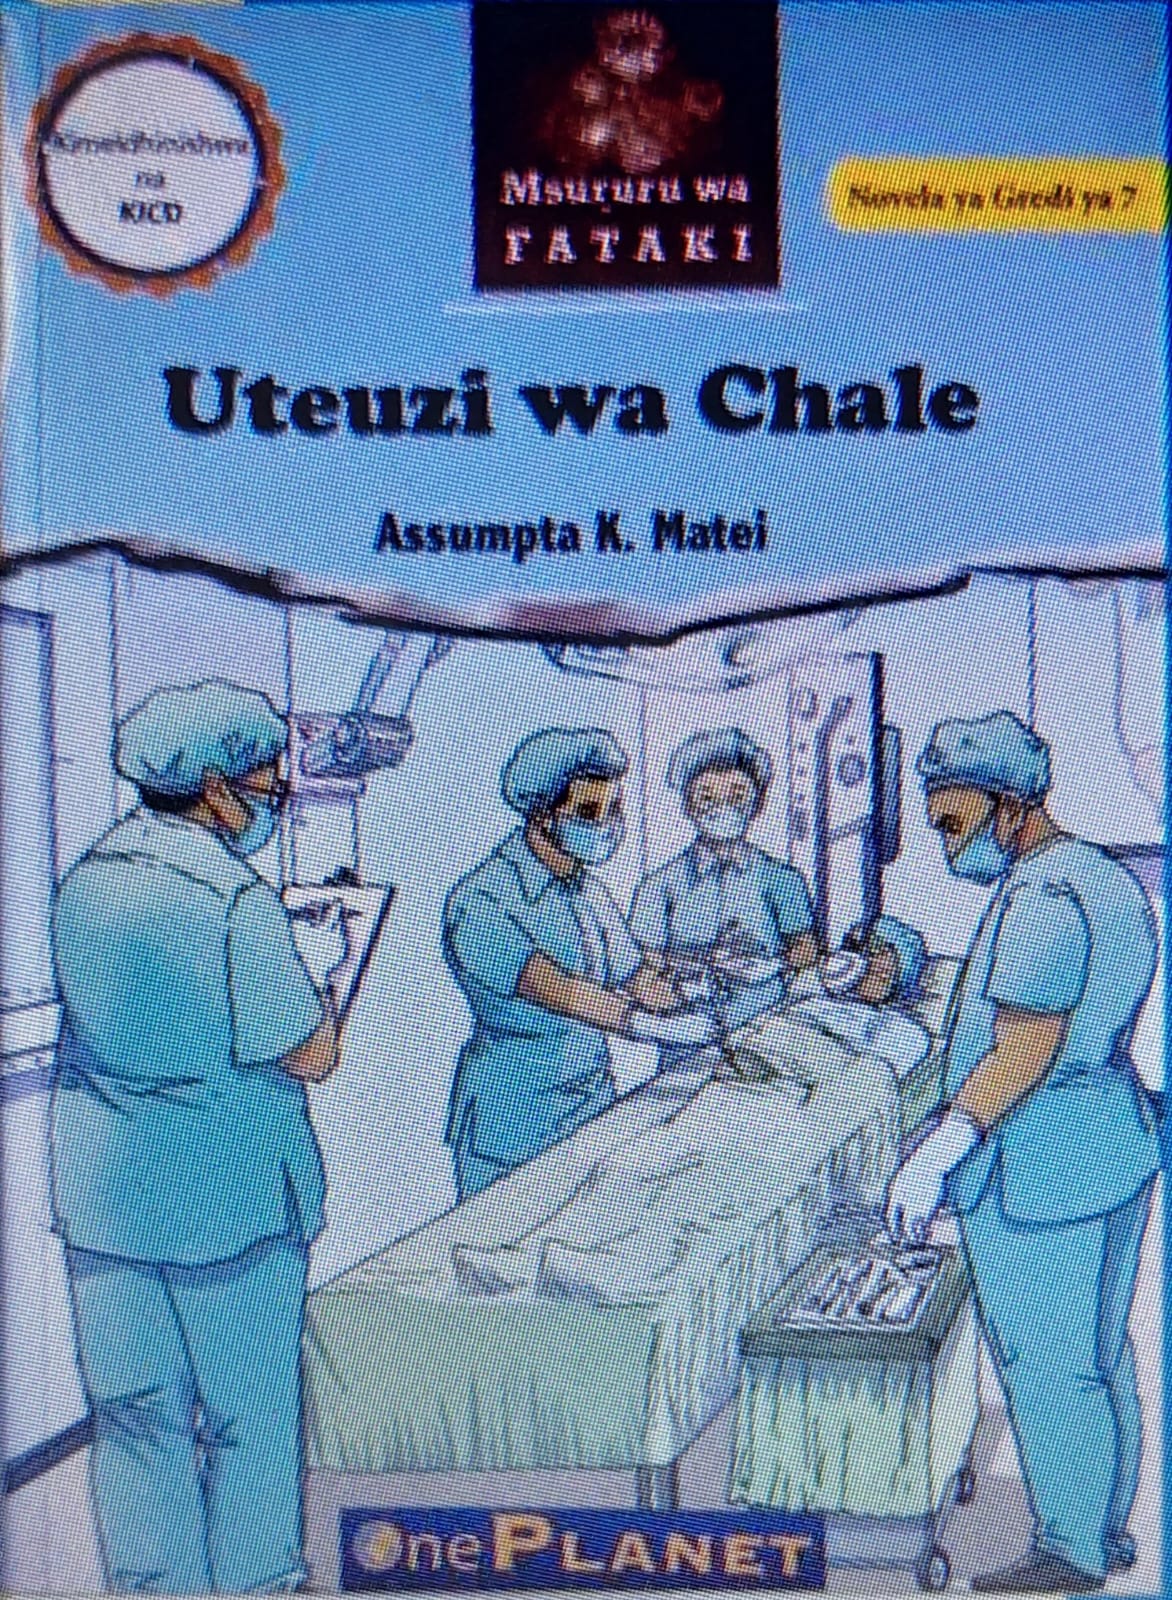 Kimeidhinishwa
na
KICD
Msururu wa
FATAKI
Novela ya Gredi ya 7
Uteuzi wa Chale
Assumpta K. Matei
OnePLANET